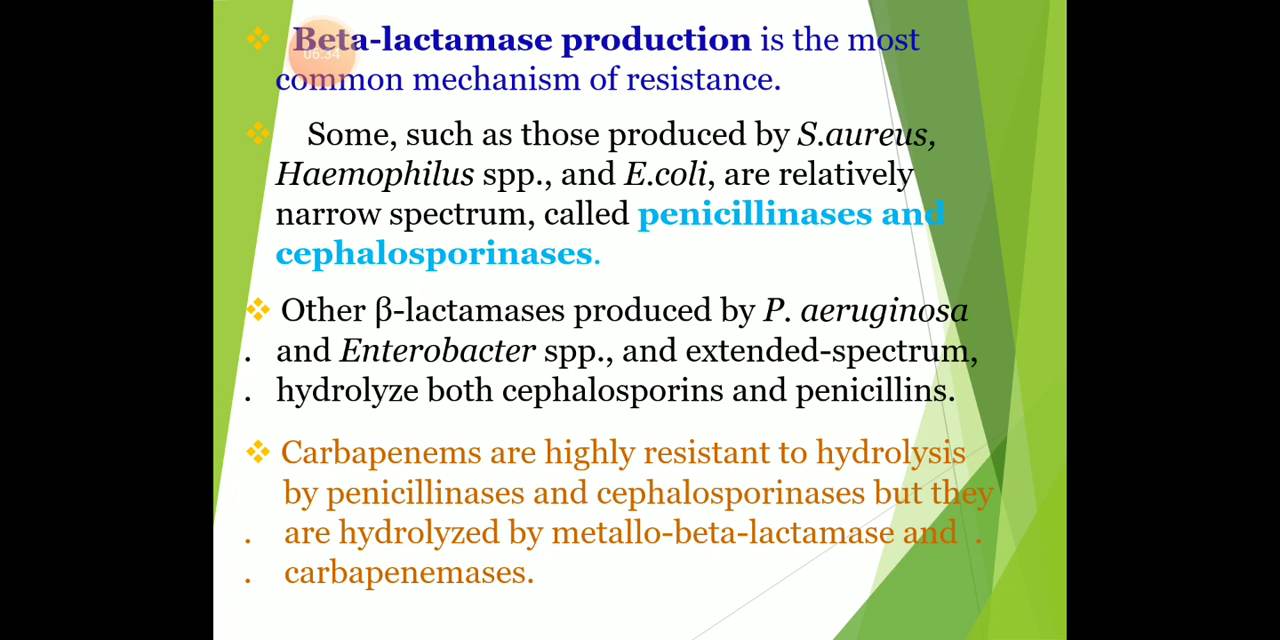 ❖ Beta-lactamase production is the most
common mechanism of resistance.
❖ Some, such as those produced by S.aureus,
Haemophilus spp., and E.coli, are relatively
narrow spectrum, called penicillinases and
cephalosporinases.
❖ Other β-lactamases produced by P. aeruginosa
. and Enterobacter spp., and extended-spectrum,
. hydrolyze both cephalosporins and penicillins.
❖ Carbapenems are highly resistant to hydrolysis
by penicillinases and cephalosporinases but they
. are hydrolyzed by metallo-beta-lactamase and .
. carbapenemases.
06:34